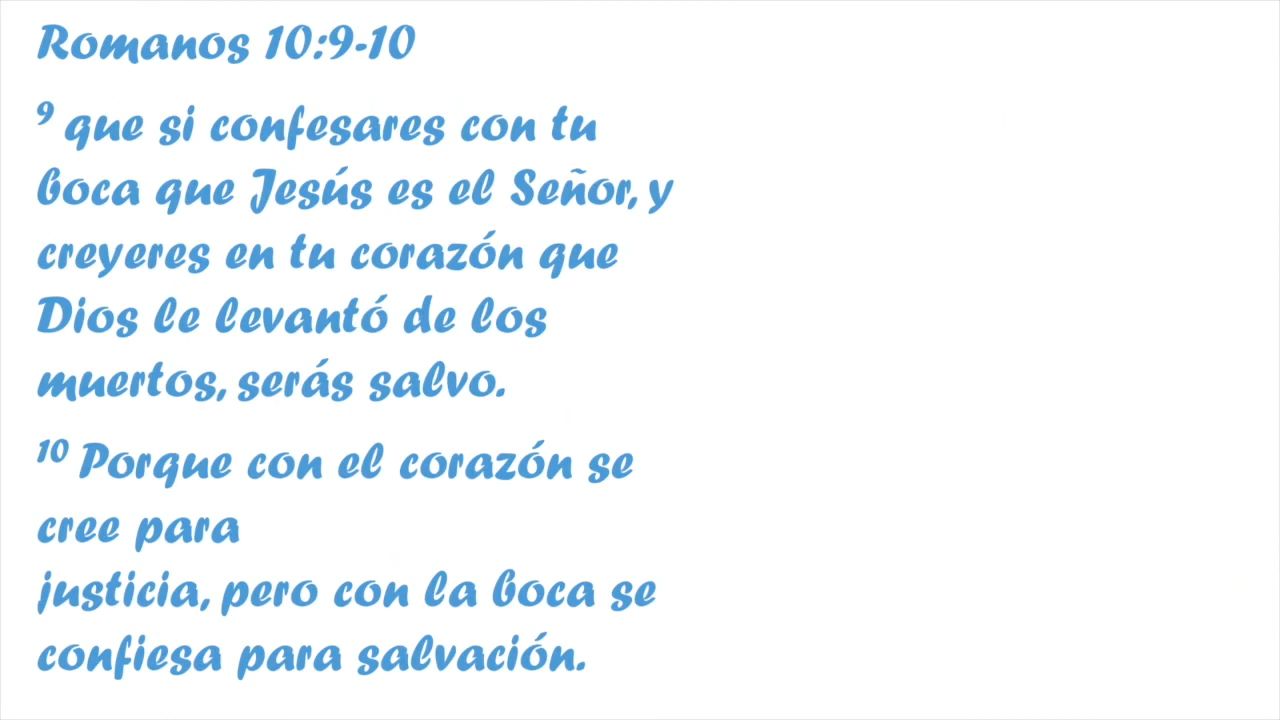 Romanos 10:9-10
9 que si confesares con tu
boca que Jesús es el Señor, y
creyeres en tu corazón que
Dios le levantó de los
muertos, serás salvo.
10 Porque con el corazón se
cree para
justicia, pero con la boca se
confiesa para salvación.